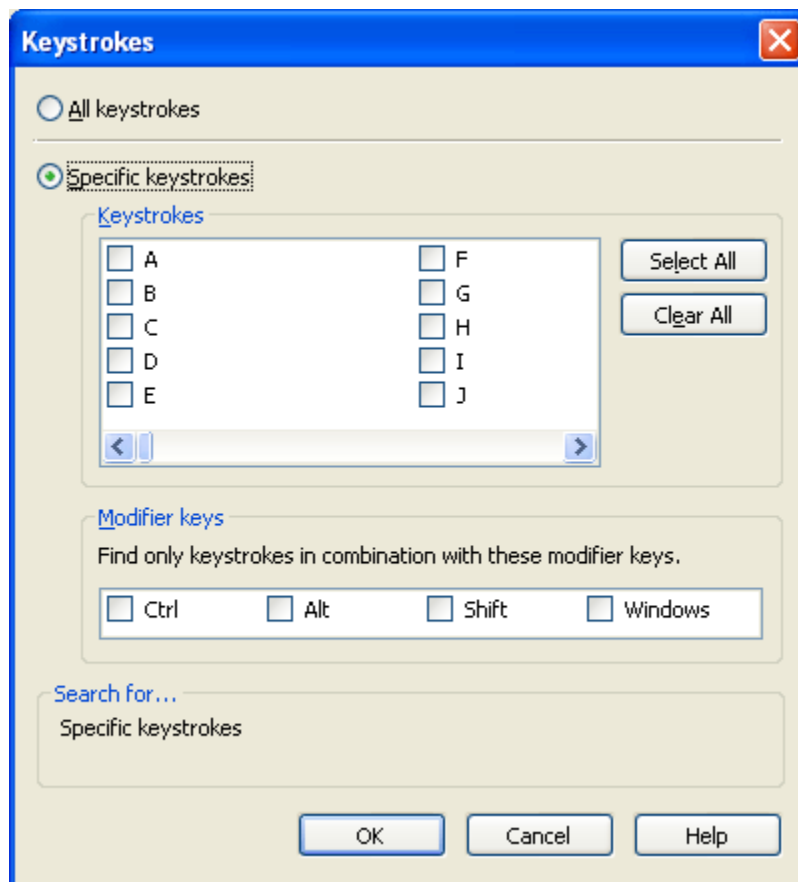 Keystrokes
All keystrokes
Specific keystrokes
Keystrokes
A F
B G
C H
D I
E J
Select All
Clear All
Modifier keys
Find only keystrokes in combination with these modifier keys.
Ctrl Alt Shift Windows
Search for...
Specific keystrokes
OK Cancel Help